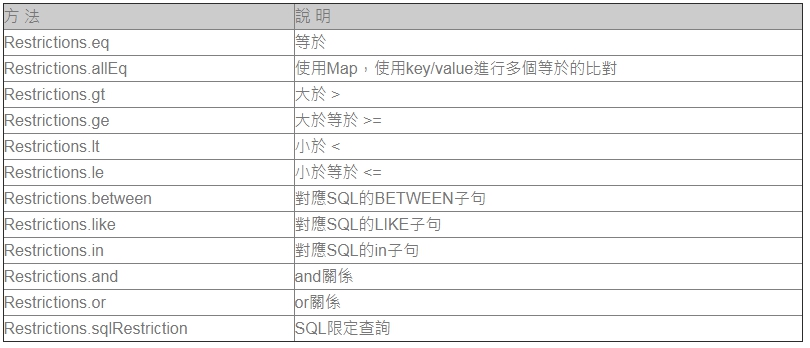 方 法 說 明
Restrictions.eq 等於
Restrictions.allEq 使用Map，使用key/value進行多個等於的比對
Restrictions.gt 大於 >
Restrictions.ge 大於等於 >=
Restrictions.lt 小於 <
Restrictions.le 小於等於 <=
Restrictions.between 對應SQL的BETWEEN子句
Restrictions.like 對應SQL的LIKE子句
Restrictions.in 對應SQL的in子句
Restrictions.and and關係
Restrictions.or or關係
Restrictions.sqlRestriction SQL限定查詢